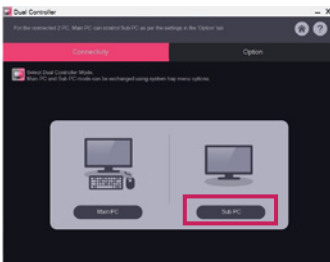 Dual Controller
For the connected 2 PC, Main PC can control Sub PC as per the settings in the 'Option' tab.
Connectivity
Option
Select Dual Controller Mode.
Main PC and Sub PC mode can be exchanged using system tray menu options.
Main PC
Sub PC